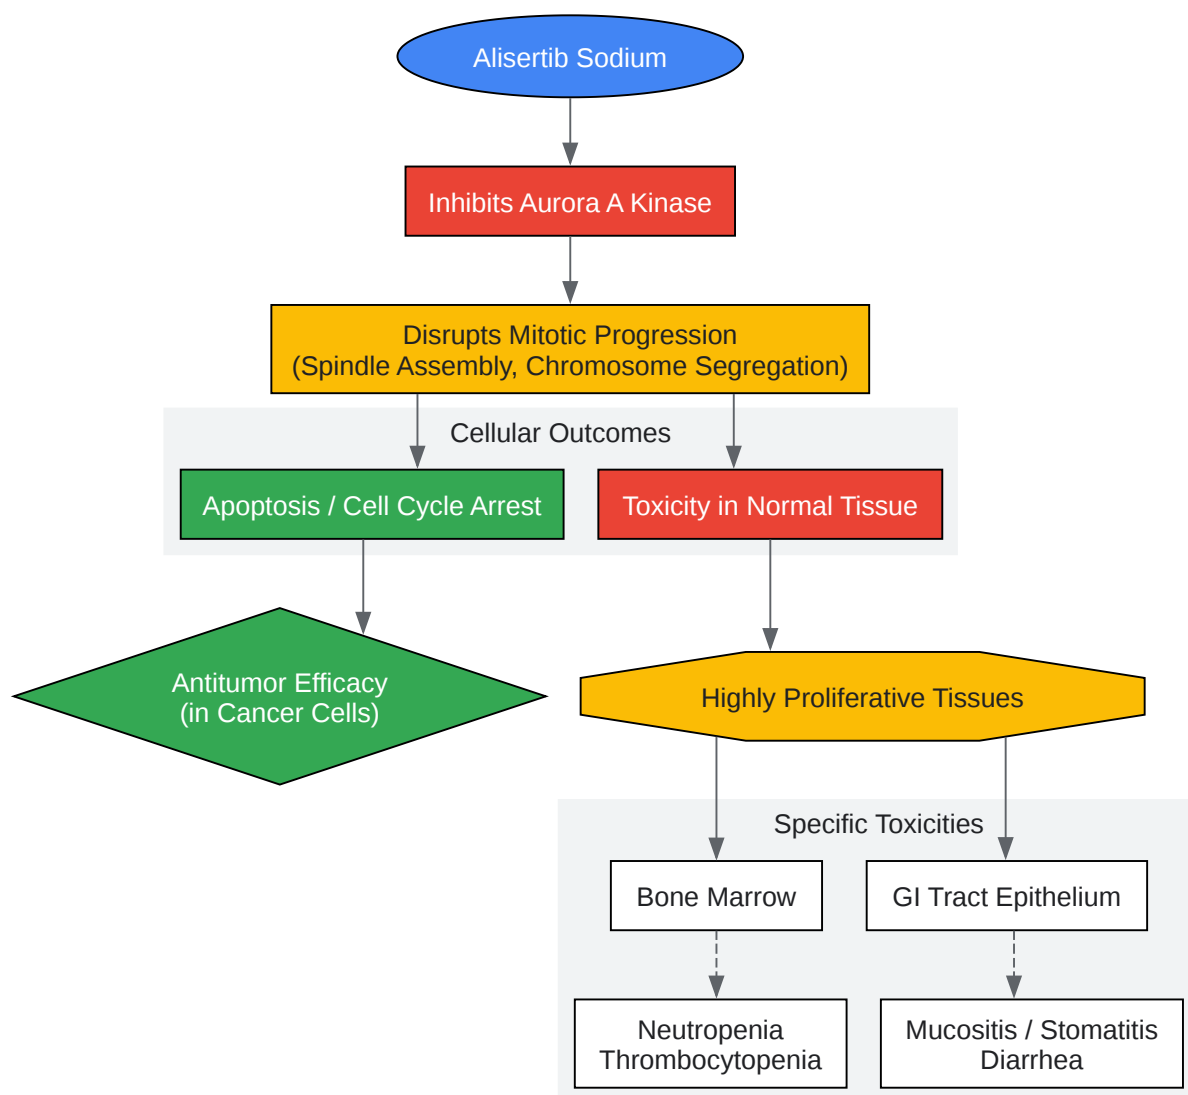 Alisertib Sodium
Inhibits Aurora A Kinase
Disrupts Mitotic Progression
(Spindle Assembly, Chromosome Segregation)
Cellular Outcomes
Apoptosis / Cell Cycle Arrest
Toxicity in Normal Tissue
Antitumor Efficacy
(in Cancer Cells)
Highly Proliferative Tissues
Specific Toxicities
Bone Marrow
GI Tract Epithelium
Neutropenia
Thrombocytopenia
Mucositis / Stomatitis
Diarrhea